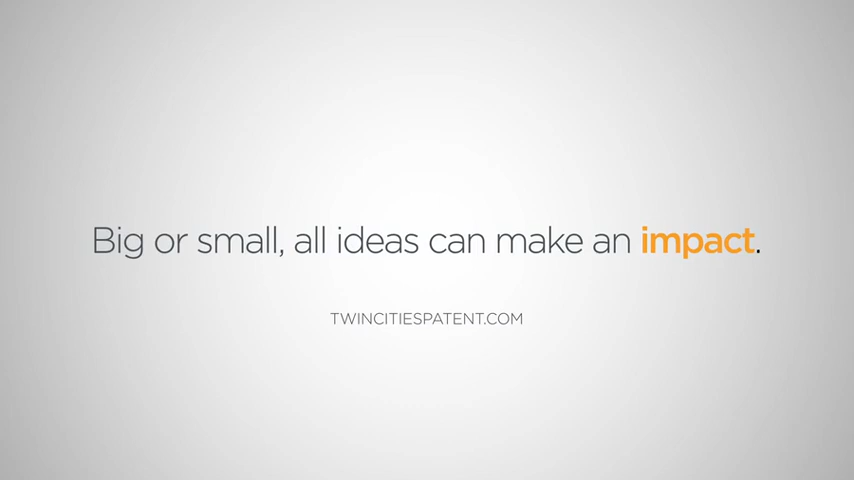 Big or small, all ideas can make an impact.
TWINCITIESPATENT.COM